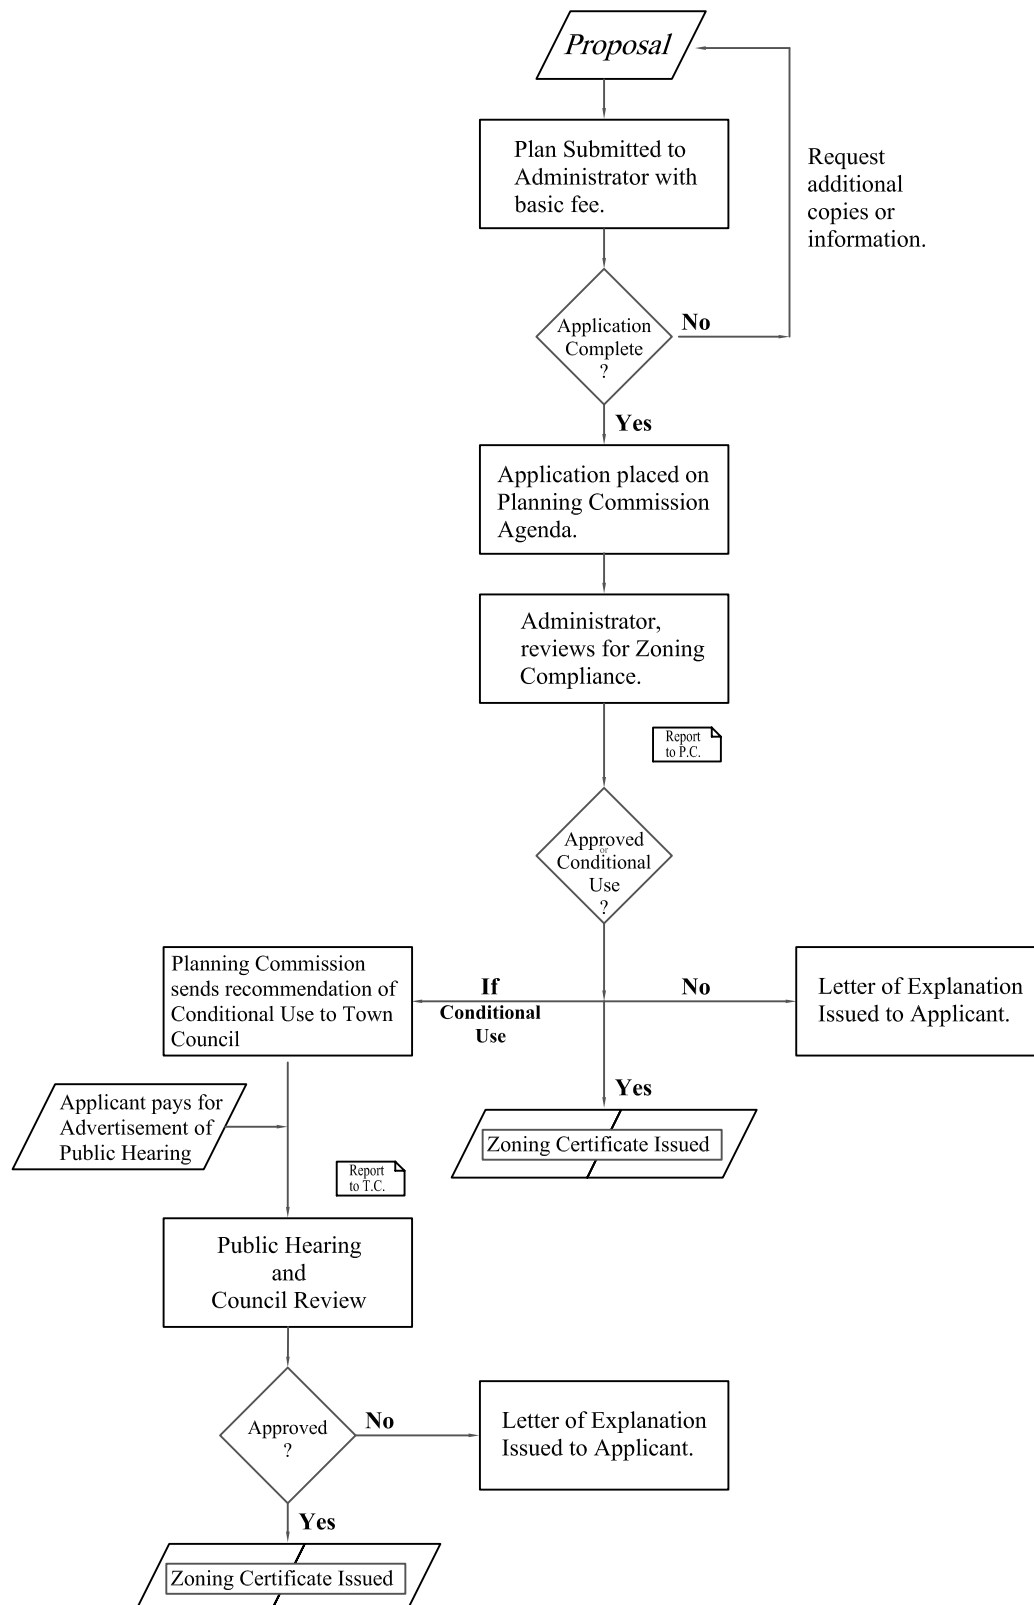 Proposal
Plan Submitted to
Administrator with
basic fee.
Request
additional
copies or
information.
Application
Complete
?
No
Yes
Application placed on
Planning Commission
Agenda.
Administrator,
reviews for Zoning
Compliance.
Report
to P.C.
Approved
or
Conditional
Use
?
Planning Commission
sends recommendation of
Conditional Use to Town
Council
If
Conditional
Use
No
Letter of Explanation
Issued to Applicant.
Yes
Zoning Certificate Issued
Applicant pays for
Advertisement of
Public Hearing
Report
to T.C.
Public Hearing
and
Council Review
Approved
?
No
Letter of Explanation
Issued to Applicant.
Yes
Zoning Certificate Issued